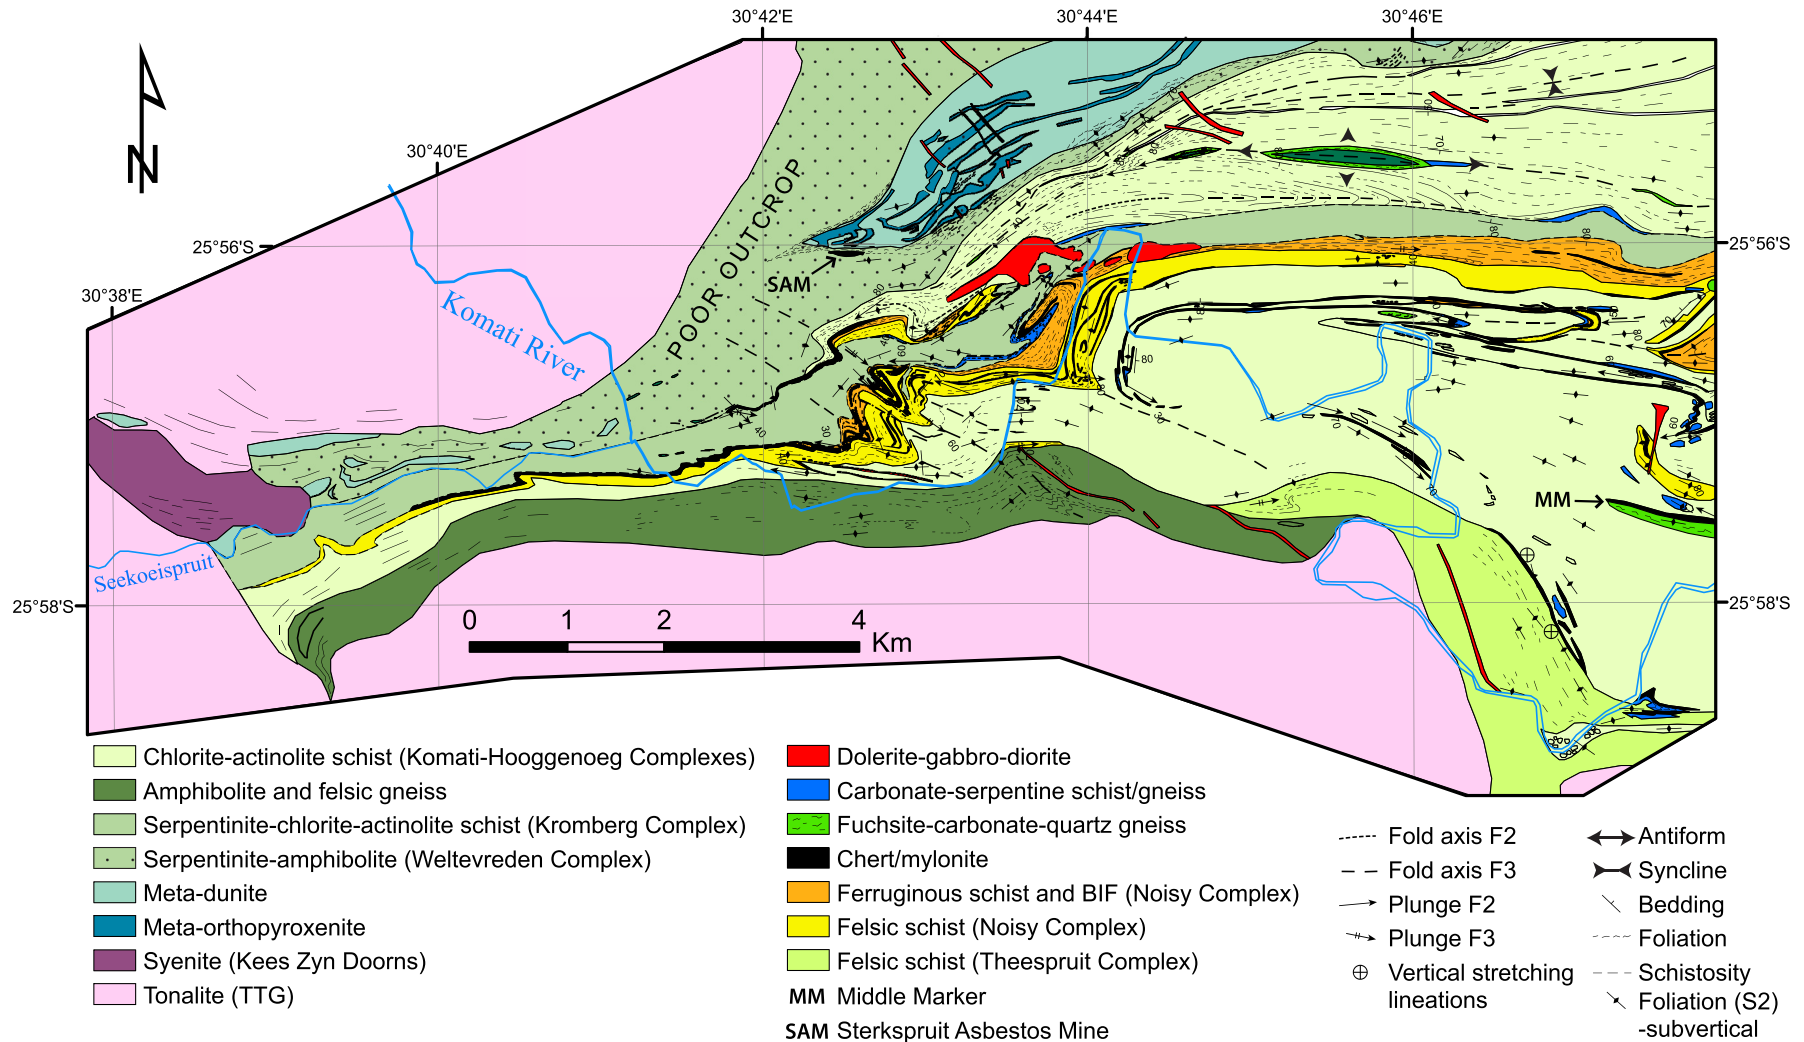 30°42'E
30°44'E
30°46'E
N
30°40'E
25°56'S
25°56'S
30°38'E
POOR OUTCROP
SAM
Komati River
MM
Seekoeispruit
25°58'S
25°58'S
0 1 2 4
Km
Chlorite-actinolite schist (Komati-Hooggenoeg Complexes)
Amphibolite and felsic gneiss
Serpentinite-chlorite-actinolite schist (Kromberg Complex)
Serpentinite-amphibolite (Weltevreden Complex)
Meta-dunite
Meta-orthopyroxenite
Syenite (Kees Zyn Doorns)
Tonalite (TTG)
Dolerite-gabbro-diorite
Carbonate-serpentine schist/gneiss
Fuchsite-carbonate-quartz gneiss
Chert/mylonite
Ferruginous schist and BIF (Noisy Complex)
Felsic schist (Noisy Complex)
Felsic schist (Theespruit Complex)
MM Middle Marker
SAM Sterkspruit Asbestos Mine
Fold axis F2
Fold axis F3
Plunge F2
Plunge F3
Vertical stretching
lineations
Antiform
Syncline
Bedding
Foliation
Schistosity
Foliation (S2)
-subvertical